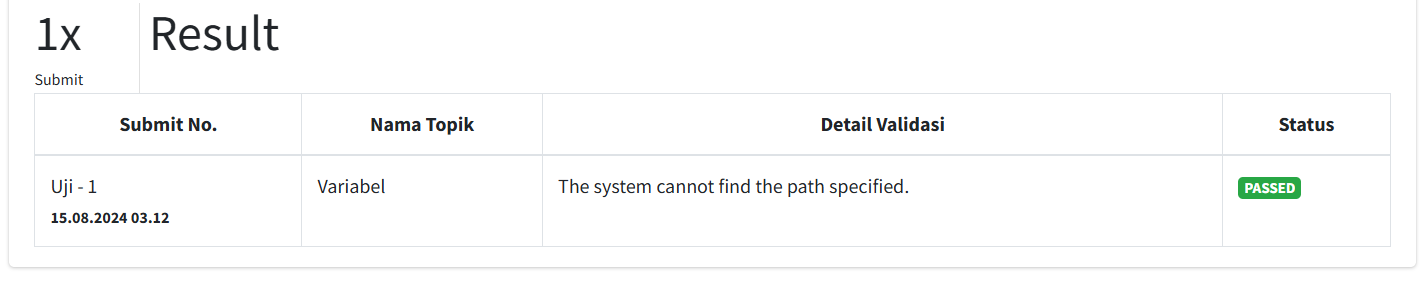 1x
Submit
Result
Submit No.
Nama Topik
Detail Validasi
Status
Uji - 1
15.08.2024 03.12
Variabel
The system cannot find the path specified.
PASSED